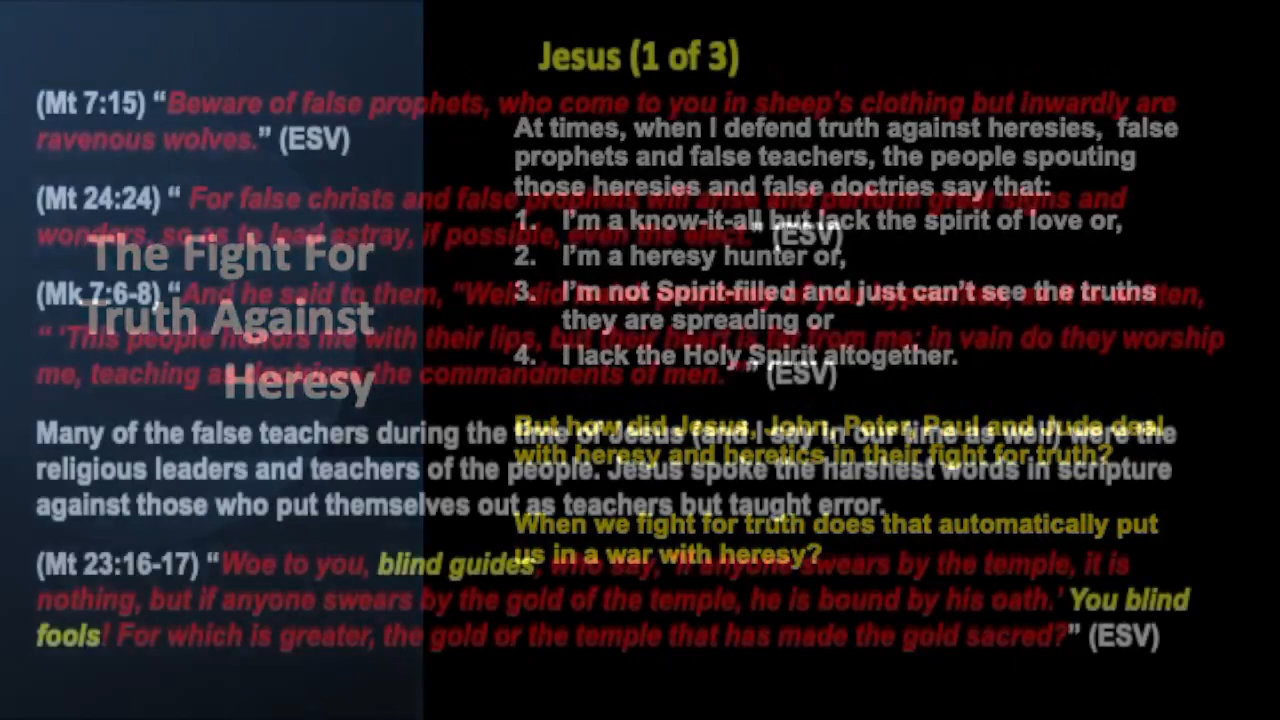 Jesus (1 of 3)
(Mt 7:15) “Beware of false prophets, who come to you in sheep’s clothing but inwardly are
ravenous wolves.” (ESV)
(Mt 24:24) “ For false christs and false prophets will arise and perform great signs and
wonders, so as to lead astray, if possible, even the elect.” (ESV)
(Mk 7:6-8) “And he said to them, “Well did
“ ‘This people honors me with their lips, but their heart is far from me; in vain do they worship
me, teaching as doctrines the commandments of men.’ ” (ESV)
Many of the false teachers during the time of Jesus (and I say in our time as well) were the
religious leaders and teachers of the people. Jesus spoke the harshest words in scripture
against those who put themselves out as teachers but taught error.
(Mt 23:16-17) “Woe to you, blind guides, who say, ‘If anyone swears by the temple, it is
nothing, but if anyone swears by the gold of the temple, he is bound by his oath.’ You blind
fools! For which is greater, the gold or the temple that has made the gold sacred?” (ESV)
The Fight For
Truth Against
Heresy
At times, when I defend truth against heresies, false
prophets and false teachers, the people spouting
those heresies and false doctries say that:
1. I’m a know-it-all but lack the spirit of love or,
2. I’m a heresy hunter or,
3. I’m not Spirit-filled and just can’t see the truths
they are spreading or
4. I lack the Holy Spirit altogether.
But how did Jesus, John, Peter, Paul and Jude deal
with heresy and heretics in their fight for truth?
When we fight for truth does that automatically put
us in a war with heresy?